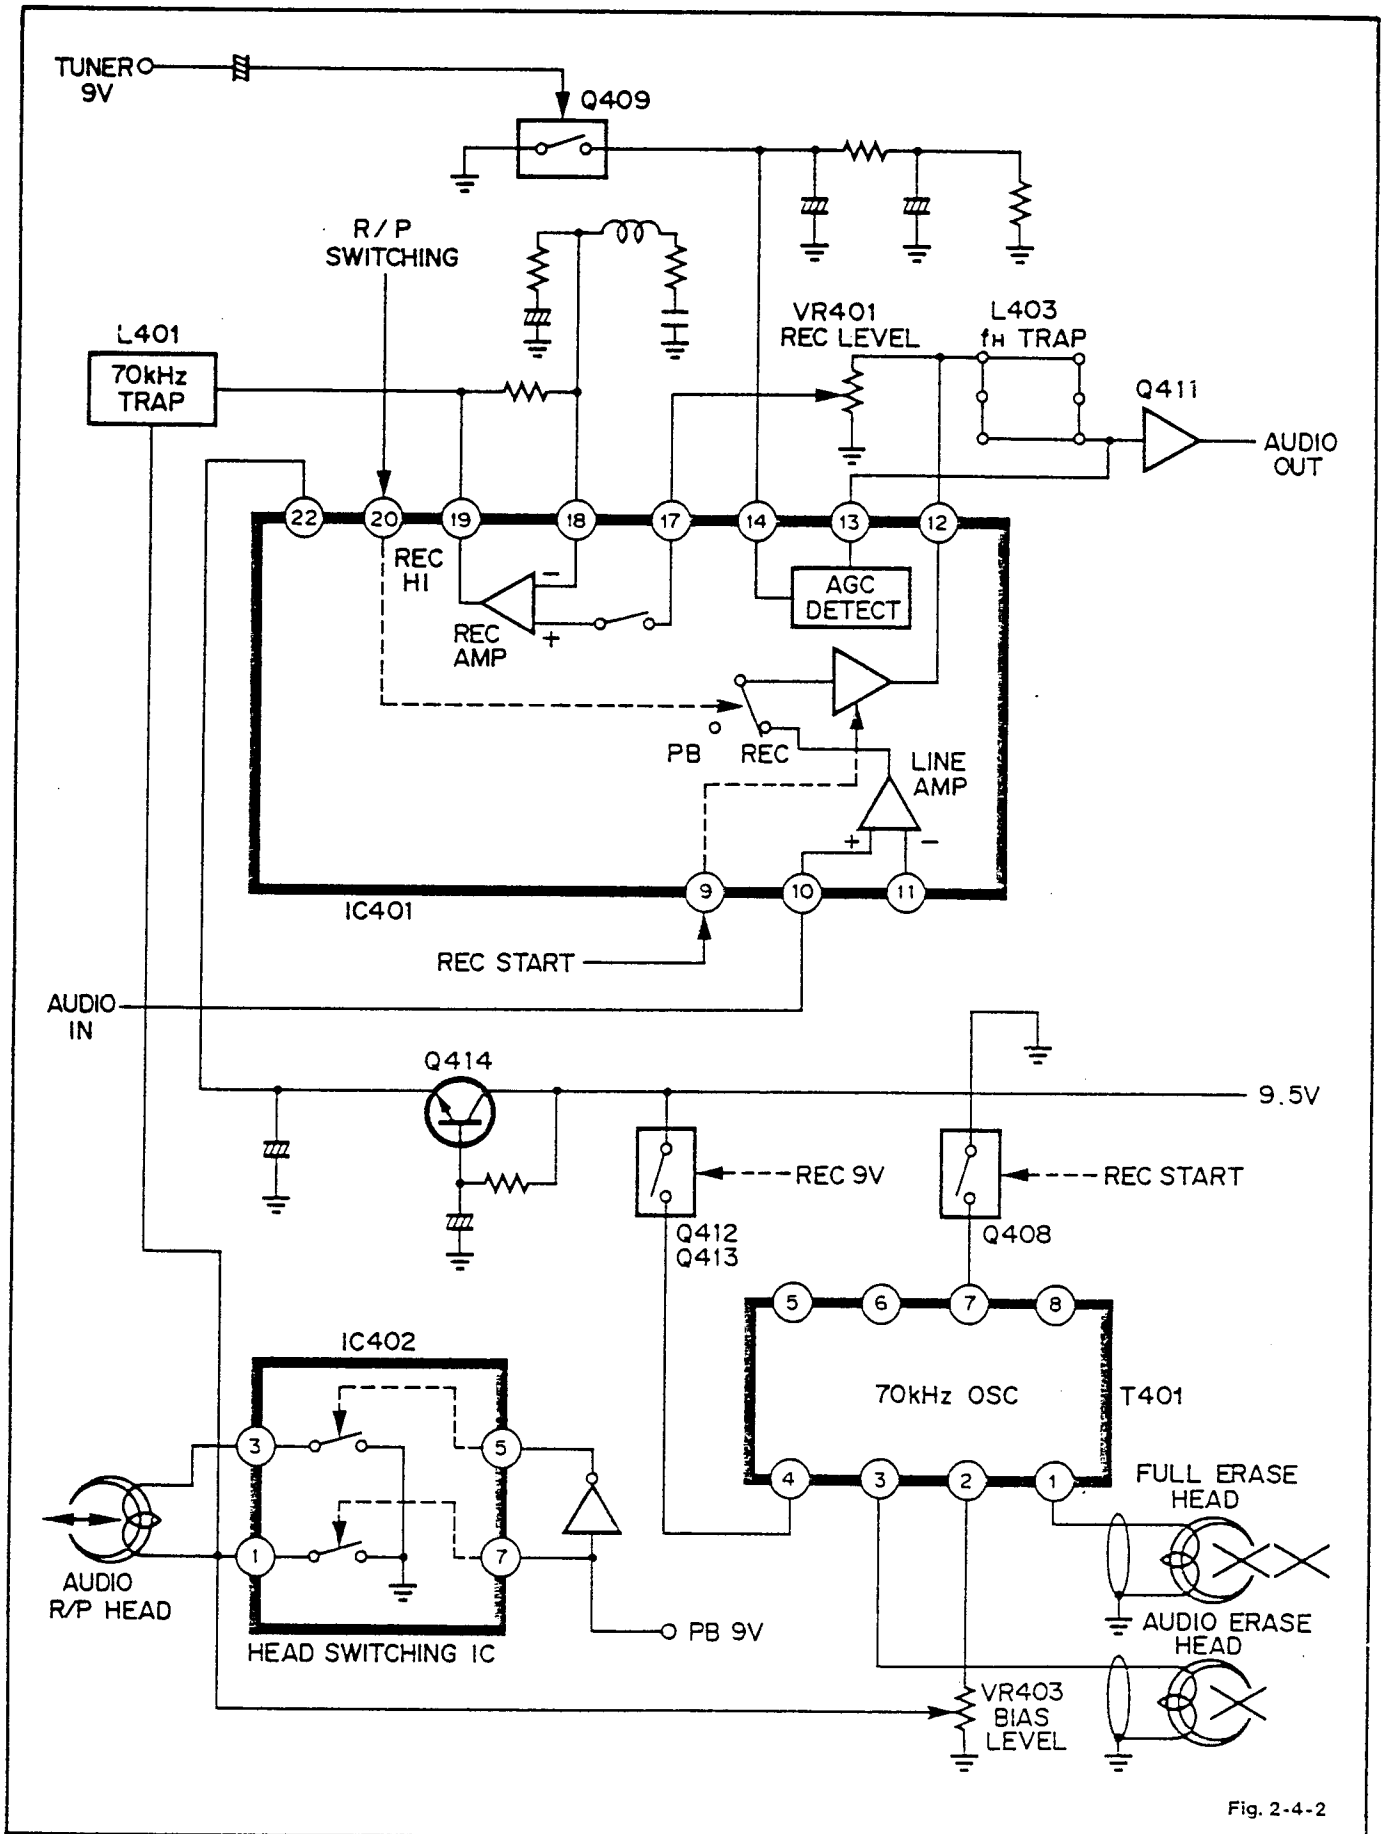 TUNER
9V
Q409
R/P
SWITCHING
L401
70kHz
TRAP
VR401
REC LEVEL
L403
fH TRAP
Q411
AUDIO
OUT
22
20
19
18
17
14
13
12
REC
HI
−
+
REC
AMP
AGC
DETECT
PB
REC
LINE
AMP
+
−
9
10
11
IC401
REC START
AUDIO
IN
Q414
9.5V
REC 9V
REC START
Q412
Q413
Q408
5
6
7
8
IC402
70kHz OSC
T401
3
5
4
3
2
1
FULL ERASE
HEAD
1
7
AUDIO
R/P HEAD
PB 9V
HEAD SWITCHING IC
AUDIO ERASE
HEAD
VR403
BIAS
LEVEL
Fig. 2-4-2